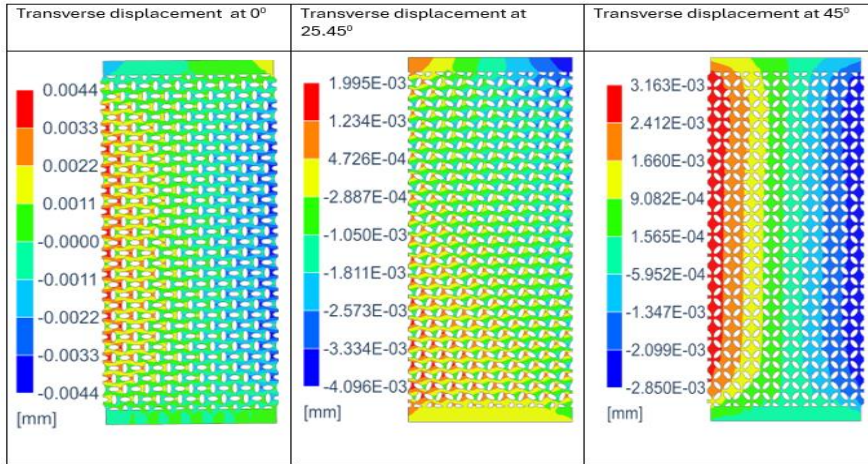 Transverse displacement at 0⁰
Transverse displacement at
25.45⁰
Transverse displacement at 45⁰
0.0044
0.0033
0.0022
0.0011
-0.0000
-0.0011
-0.0022
-0.0033
-0.0044
[mm]
1.995E-03
1.234E-03
4.726E-04
-2.887E-04
-1.050E-03
-1.811E-03
-2.573E-03
-3.334E-03
-4.096E-03
[mm]
3.163E-03
2.412E-03
1.660E-03
9.082E-04
1.565E-04
-5.952E-04
-1.347E-03
-2.099E-03
-2.850E-03
[mm]